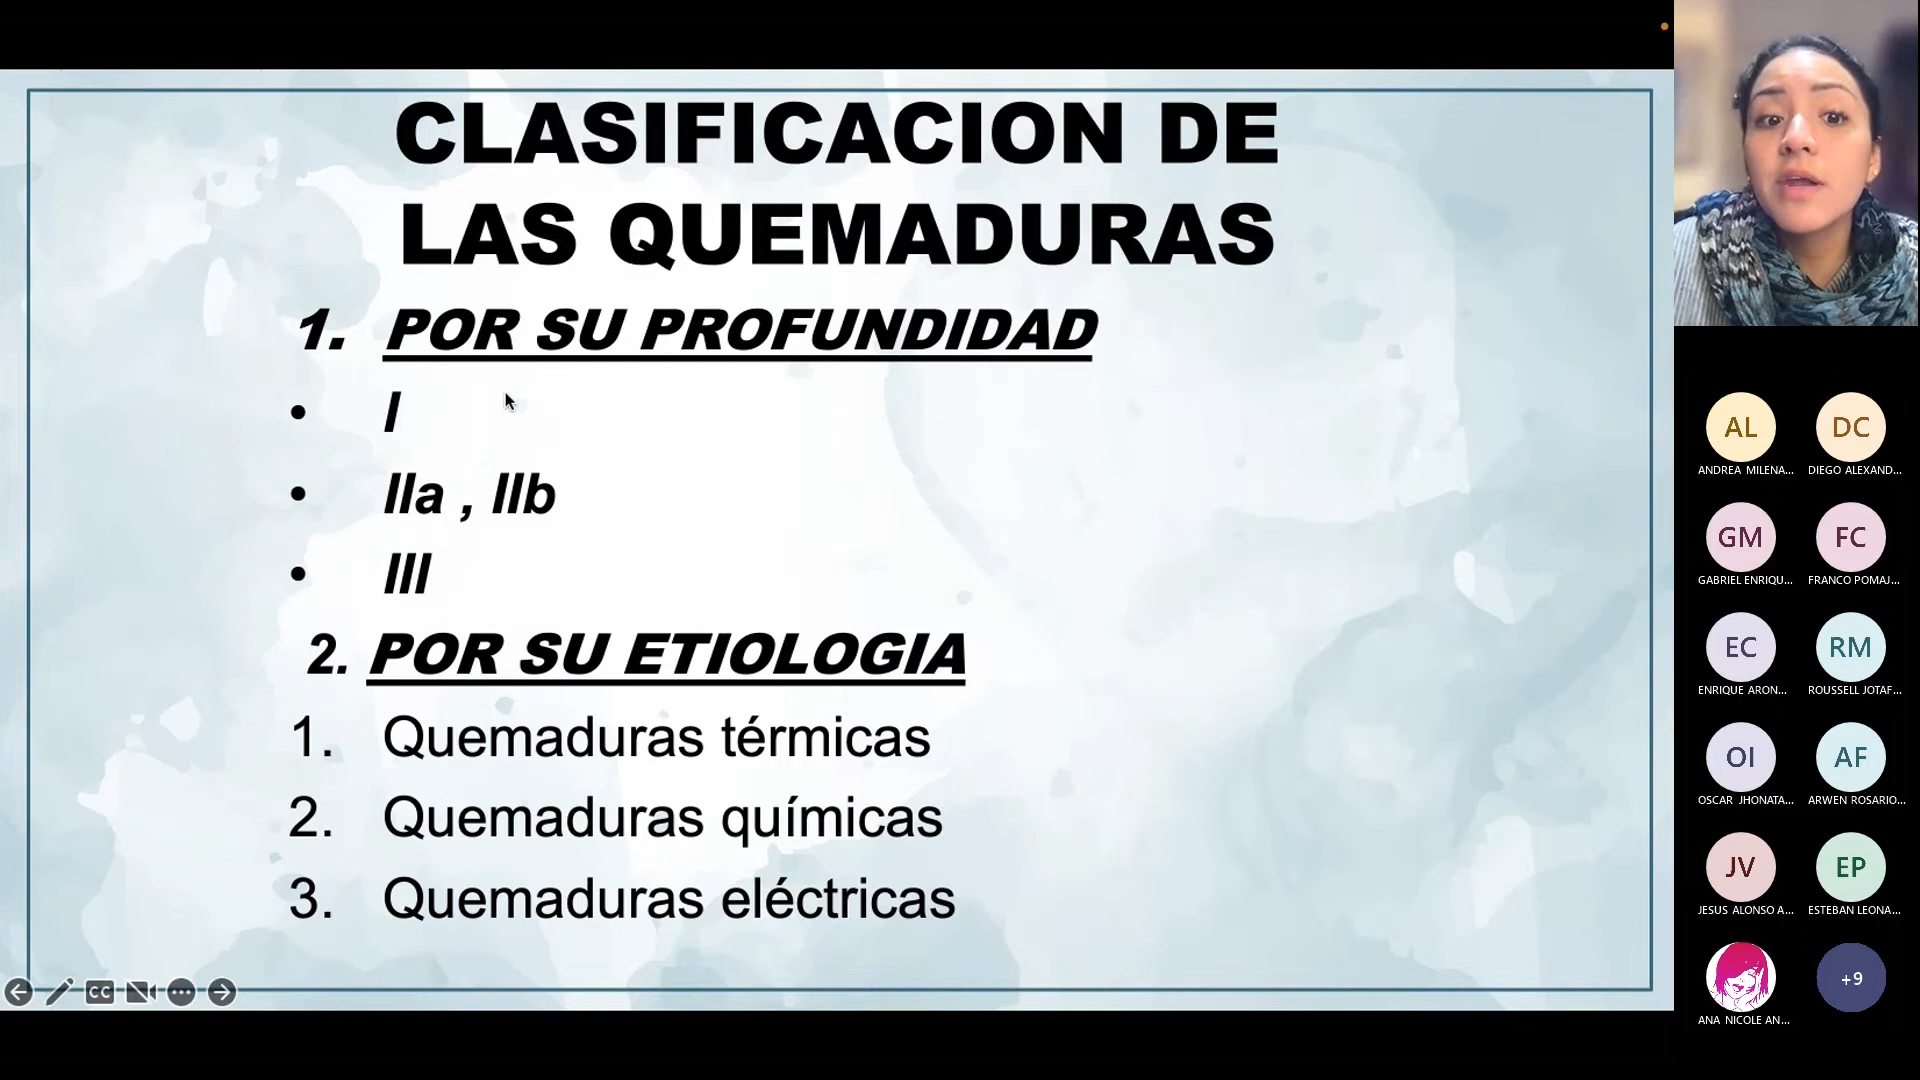 CLASIFICACION DE
LAS QUEMADURAS
1. POR SU PROFUNDIDAD
• I
• IIa , IIb
• III
2. POR SU ETIOLOGIA
1. Quemaduras térmicas
2. Quemaduras químicas
3. Quemaduras eléctricas
CC
AL DC
ANDREA MILENA... DIEGO ALEXAND...
GM FC
GABRIEL ENRIQU... FRANCO POMAJ...
EC RM
ENRIQUE ARON... ROUSSELL JOTAF...
OI AF
OSCAR JHONATA... ARWEN ROSARIO...
JV EP
JESUS ALONSO A... ESTEBAN LEONA...
+9
ANA NICOLE AN...